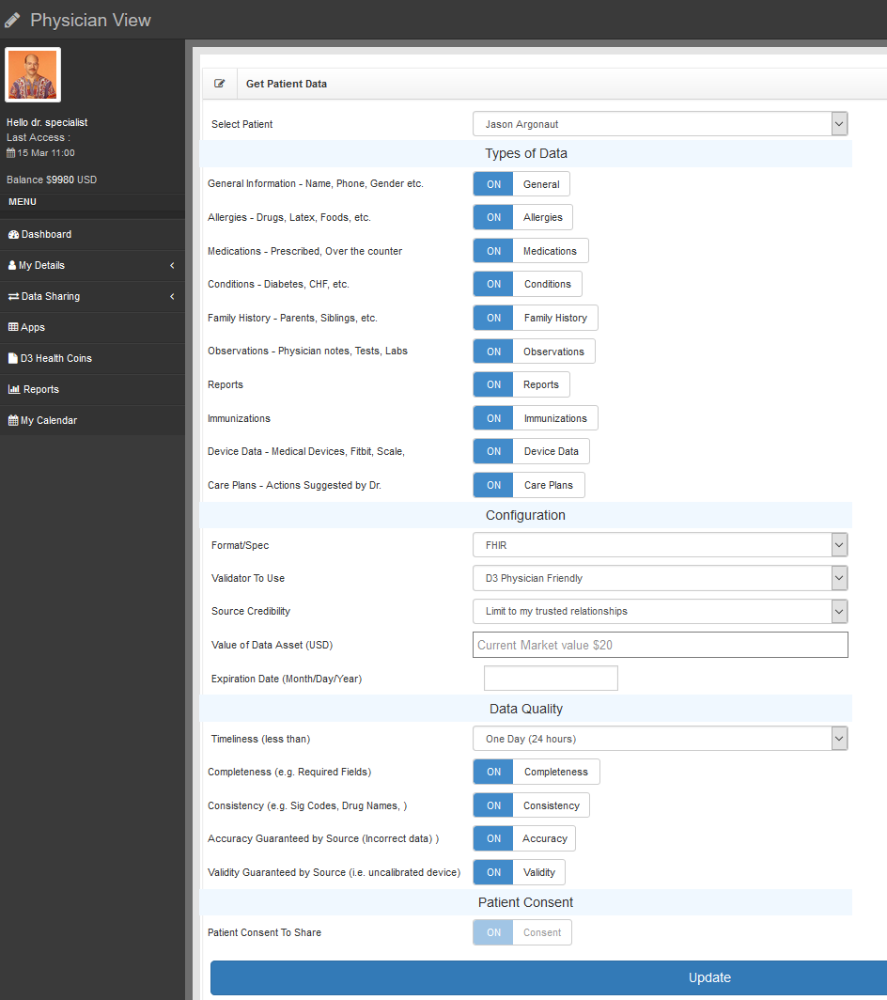 Physician View
Hello dr. specialist
Last Access :
15 Mar 11:00
Balance $9980 USD
MENU
Dashboard
My Details
Data Sharing
Apps
D3 Health Coins
Reports
My Calendar
Get Patient Data
Select Patient Jason Argonaut
Types of Data
General Information - Name, Phone, Gender etc. ON General
Allergies - Drugs, Latex, Foods, etc. ON Allergies
Medications - Prescribed, Over the counter ON Medications
Conditions - Diabetes, CHF, etc. ON Conditions
Family History - Parents, Siblings, etc. ON Family History
Observations - Physician notes, Tests, Labs ON Observations
Reports ON Reports
Immunizations ON Immunizations
Device Data - Medical Devices, Fitbit, Scale, ON Device Data
Care Plans - Actions Suggested by Dr. ON Care Plans
Configuration
Format/Spec FHIR
Validator To Use D3 Physician Friendly
Source Credibility Limit to my trusted relationships
Value of Data Asset (USD) Current Market value $20
Expiration Date (Month/Day/Year)
Data Quality
Timeliness (less than) One Day (24 hours)
Completeness (e.g. Required Fields) ON Completeness
Consistency (e.g. Sig Codes, Drug Names, ) ON Consistency
Accuracy Guaranteed by Source (Incorrect data) ) ON Accuracy
Validity Guaranteed by Source (i.e. uncalibrated device) ON Validity
Patient Consent
Patient Consent To Share ON Consent
Update